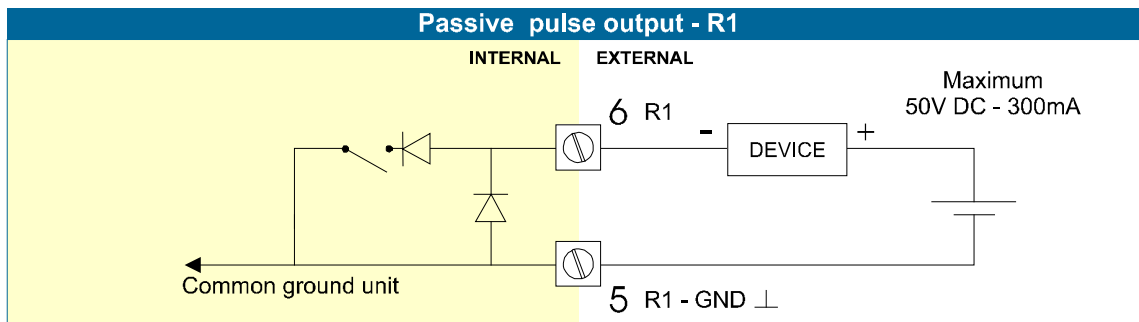 Passive pulse output - R1
INTERNAL EXTERNAL
Maximum
50V DC - 300mA
6 R1
- DEVICE +
Common ground unit
5 R1 - GND ⊥